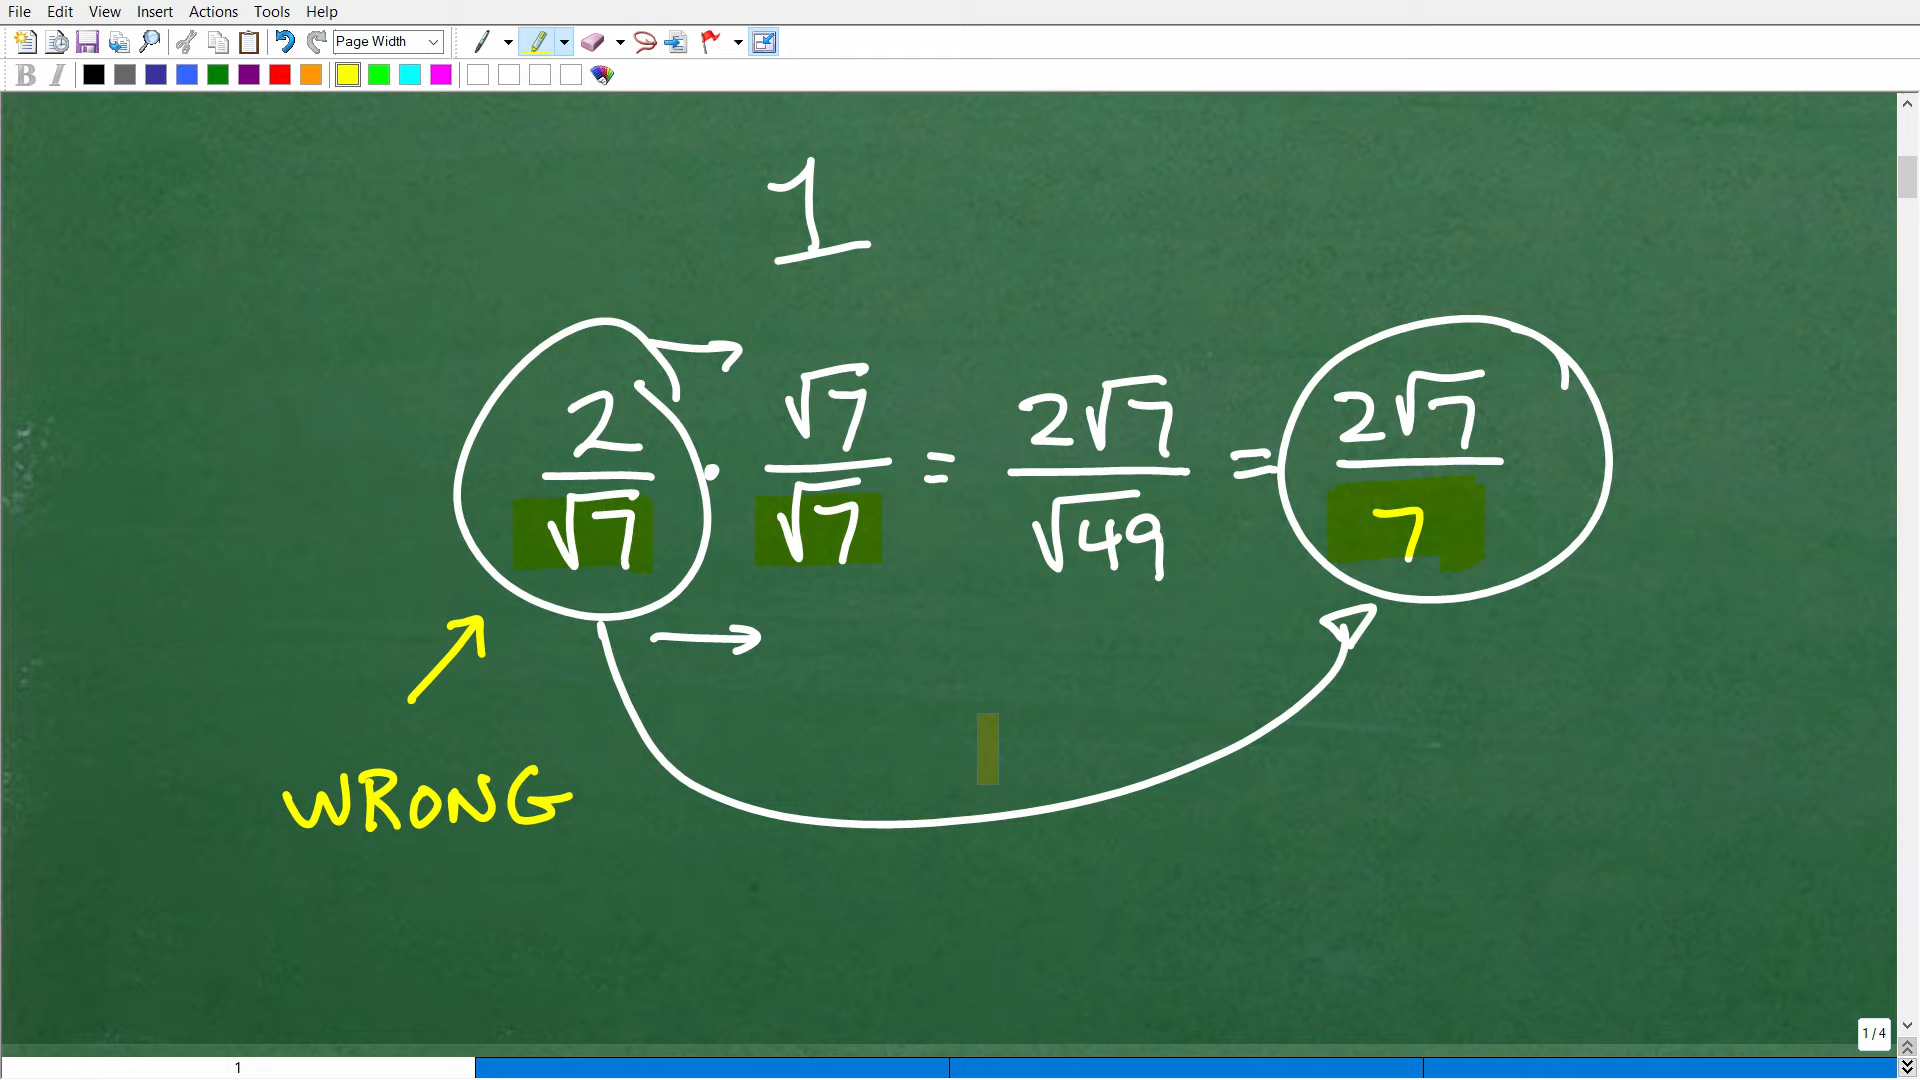 File Edit View Insert Actions Tools Help
Page Width
B I
1
2/√7 · √7/√7 = 2√7/√49 = 2√7/7
WRONG
1 / 4
1